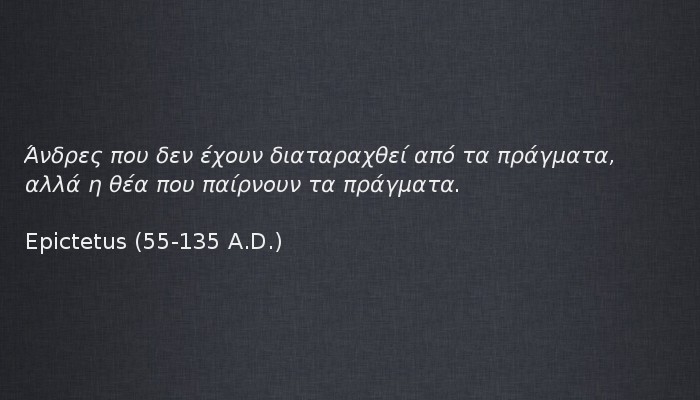 Άνδρες που δεν έχουν διαταραχθεί από τα πράγματα,
αλλά η θέα που παίρνουν τα πράγματα.
Epictetus (55-135 A.D.)